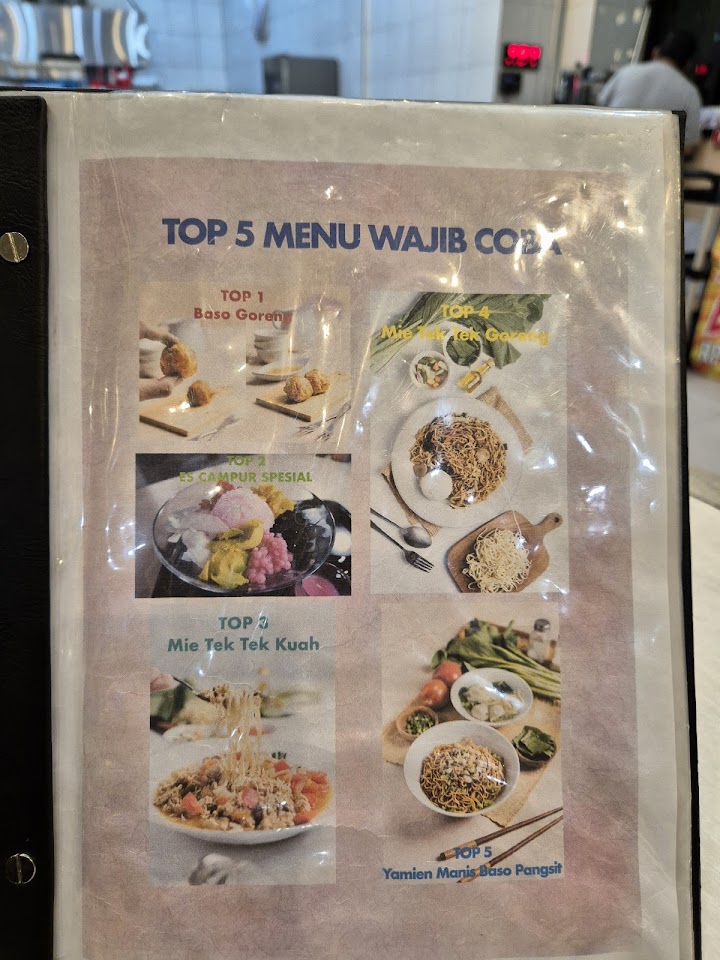 TOP 5 MENU WAJIB COBA
TOP 1
Baso Goreng
TOP 2
ES CAMPUR SPESIAL
TOP 3
Mie Tek Tek Kuah
TOP 4
Mie Tek Tek Goreng
TOP 5
Yamien Manis Baso Pangsit